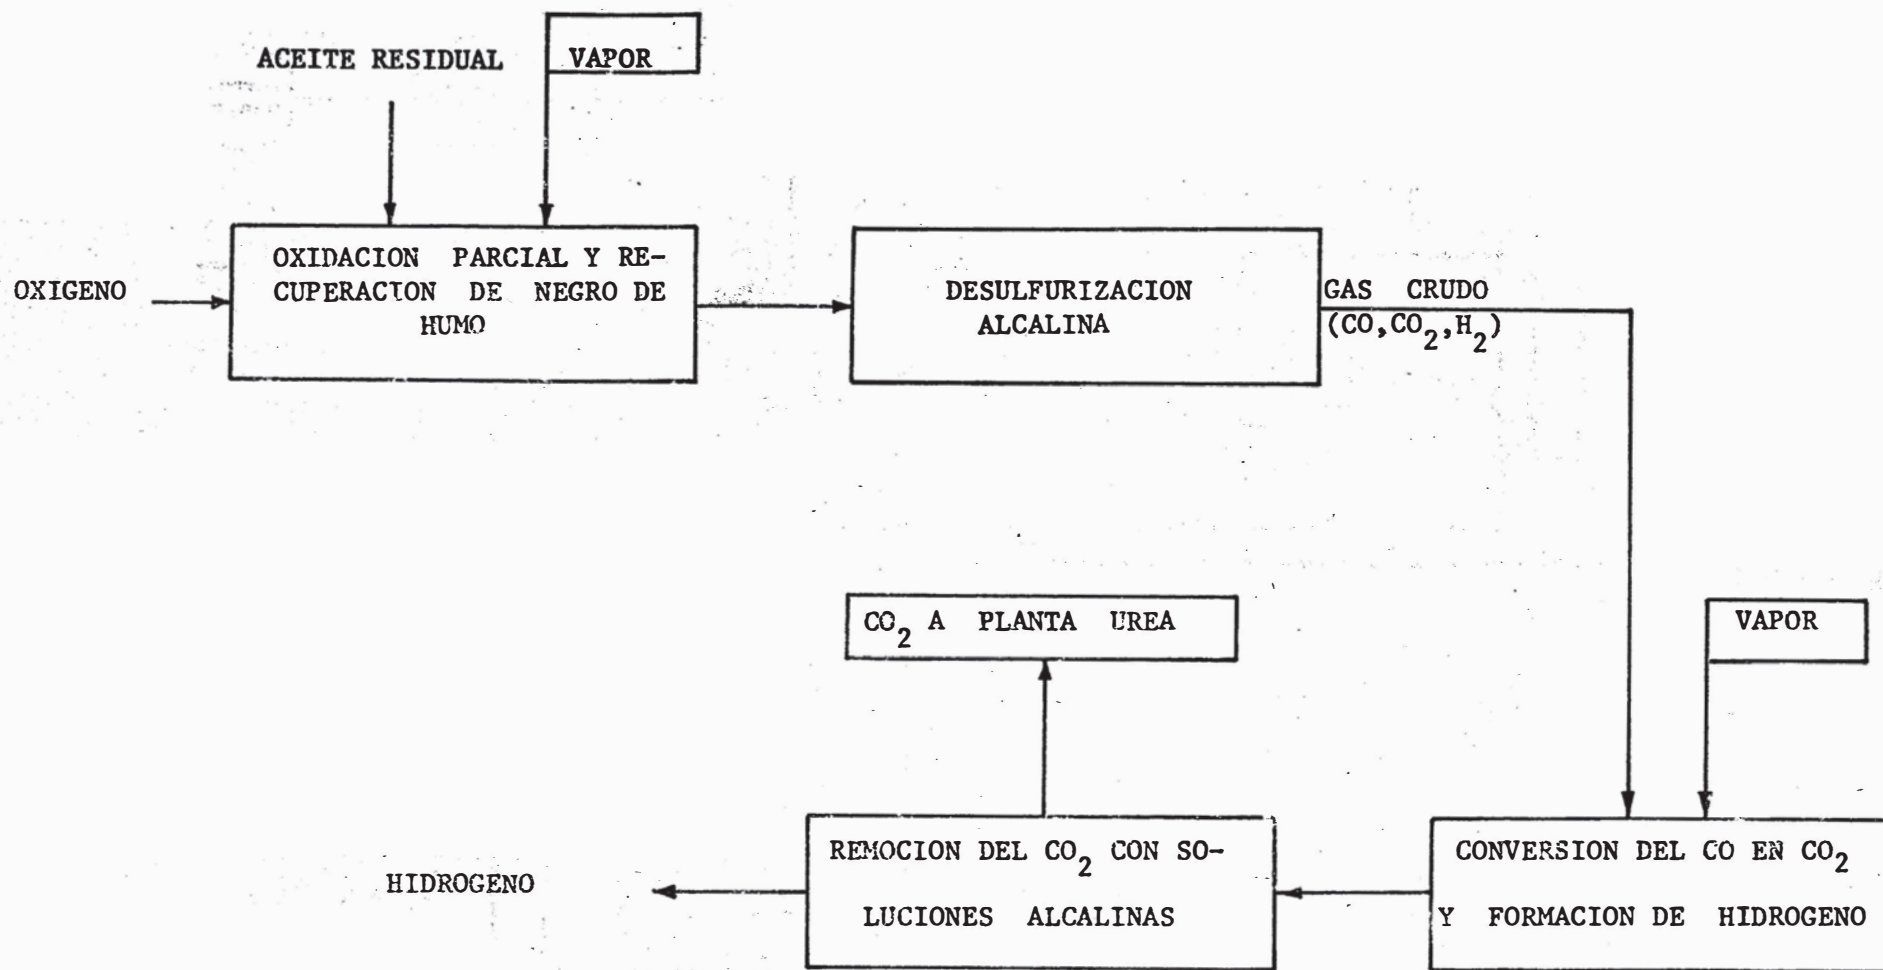 ACEITE RESIDUAL
VAPOR
OXIGENO
OXIDACION PARCIAL Y RE-
CUPERACION DE NEGRO DE
HUMO
DESULFURIZACION
ALCALINA
GAS CRUDO
(CO,CO2,H2)
CO2 A PLANTA UREA
VAPOR
HIDROGENO
REMOCION DEL CO2 CON SO-
LUCIONES ALCALINAS
CONVERSION DEL CO EN CO2
Y FORMACION DE HIDROGENO